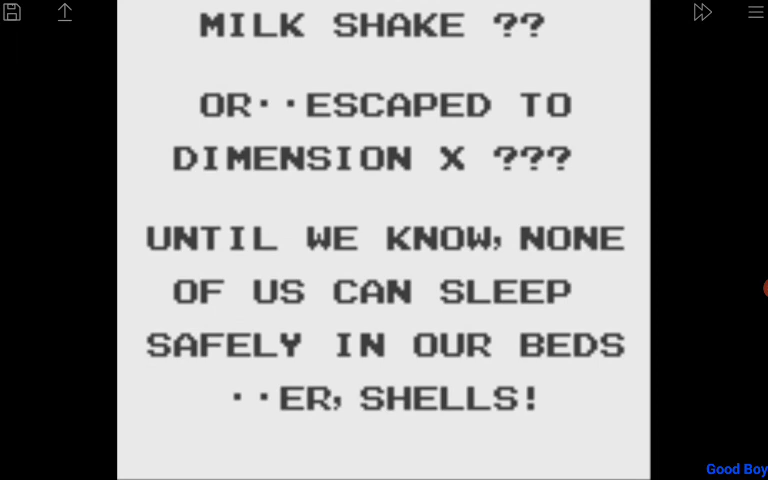 MILK SHAKE ??
OR··ESCAPED TO
DIMENSION X ???
UNTIL WE KNOW, NONE
OF US CAN SLEEP
SAFELY IN OUR BEDS
··ER, SHELLS!
Good Boy